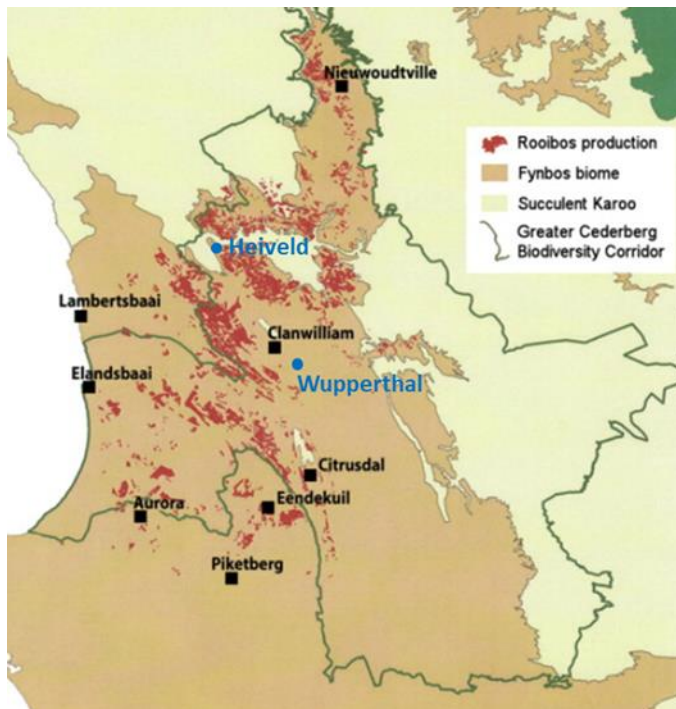 Nieuwoudtville
Rooibos production
Fynbos biome
Succulent Karoo
Greater Cederberg
Biodiversity Corridor
Heiveld
Lambertsbaai
Clanwilliam
Elandsbaai
Wupperthal
Citrusdal
Eendekuil
Aurora
Piketberg